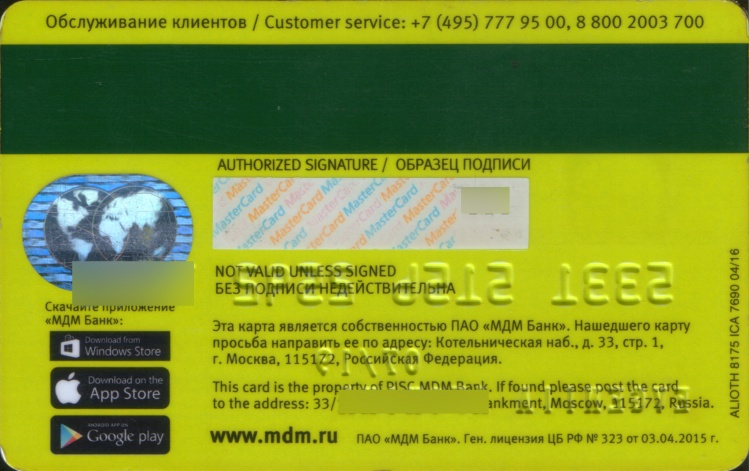 Обслуживание клиентов / Customer service: +7 (495) 777 95 00, 8 800 2003 700
AUTHORIZED SIGNATURE / ОБРАЗЕЦ ПОДПИСИ
MasterCard MasterCard MasterCard MasterCard
NOT VALID UNLESS SIGNED
БЕЗ ПОДПИСИ НЕДЕЙСТВИТЕЛЬНА
Скачайте приложение
«МДМ Банк»:
Download from
Windows Store
Download on the
App Store
ANDROID APP ON
Google play
Эта карта является собственностью ПАО «МДМ Банк». Нашедшего карту
просьба направить ее по адресу: Котельническая наб., д. 33, стр. 1,
г. Москва, 115172, Российская Федерация.
This card is the property of PJSC MDM Bank. If found please post the card
to the address: 33/ ankment, Moscow, 115172, Russia.
www.mdm.ru ПАО «МДМ Банк». Ген. лицензия ЦБ РФ № 323 от 03.04.2015 г.
ALIOTH 8175 ICA 7690 04/16